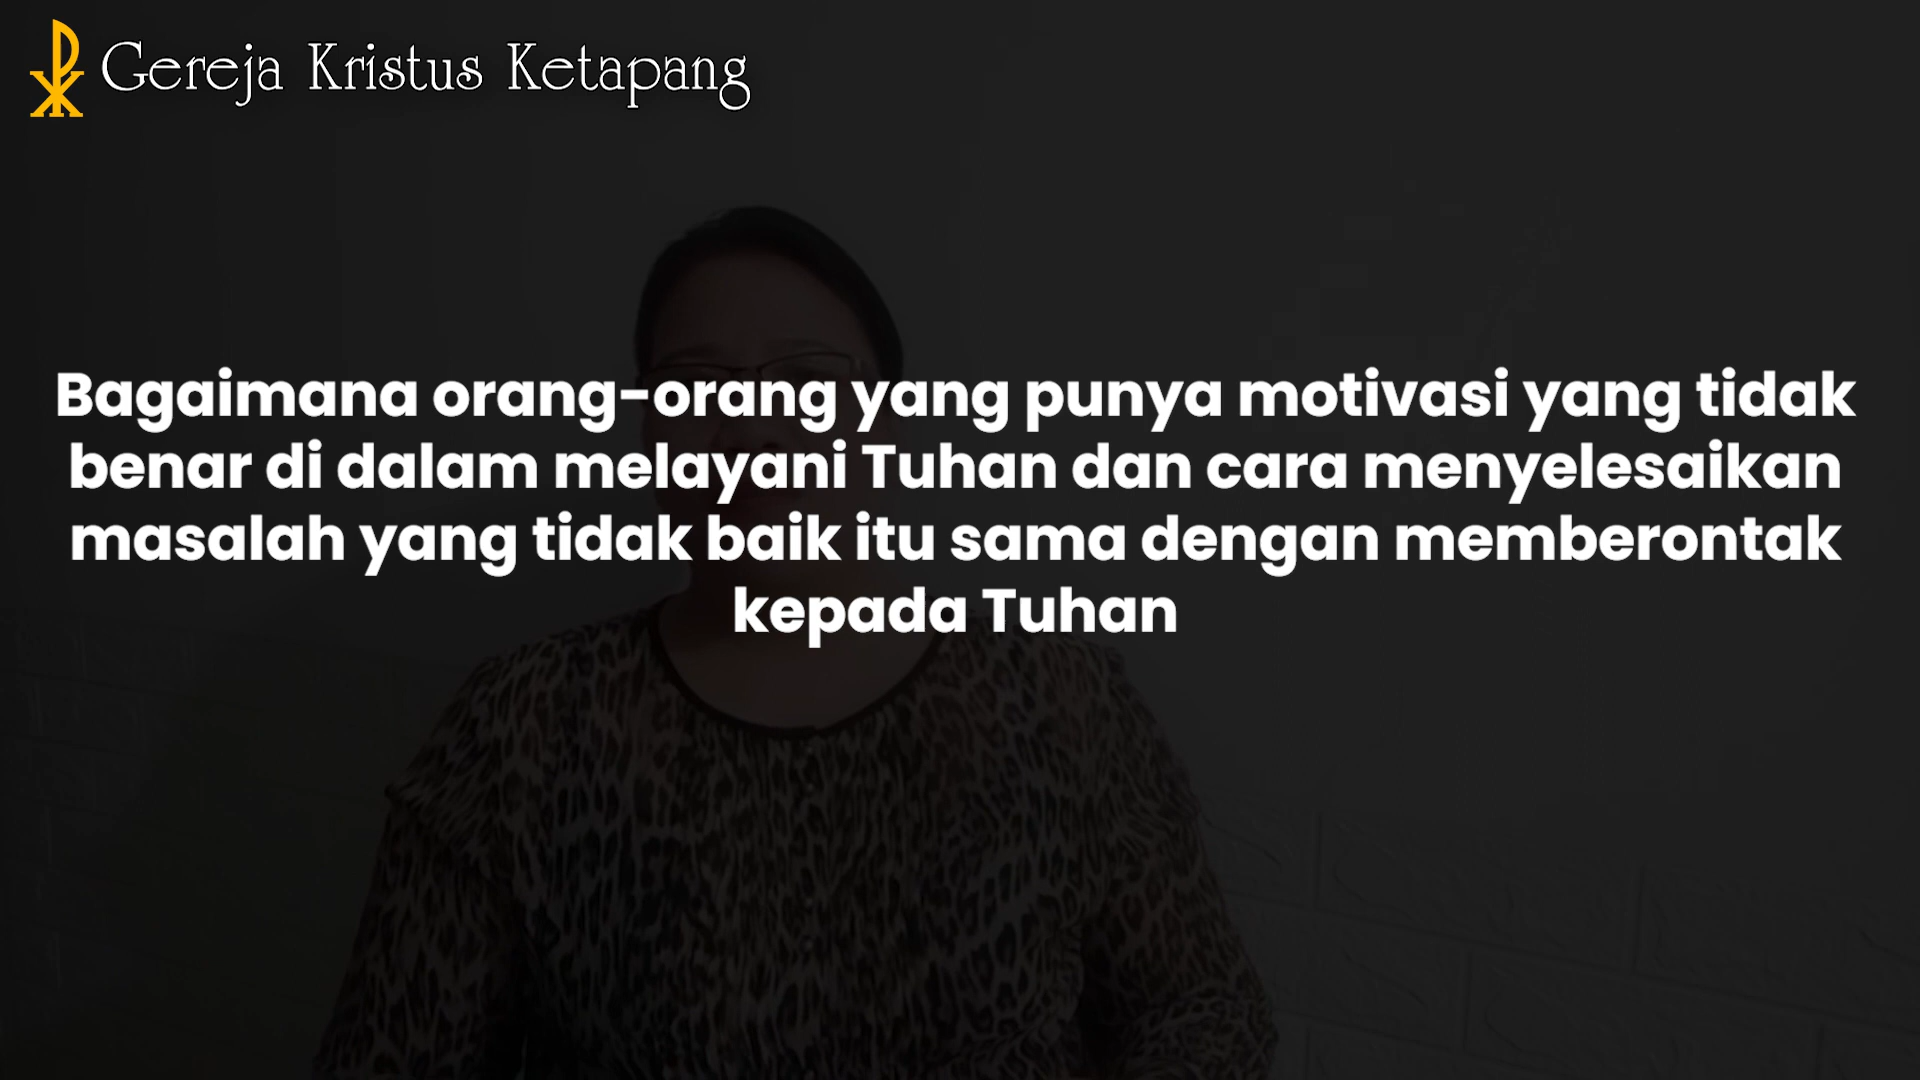 Gereja Kristus Ketapang
Bagaimana orang-orang yang punya motivasi yang tidak
benar di dalam melayani Tuhan dan cara menyelesaikan
masalah yang tidak baik itu sama dengan memberontak
kepada Tuhan